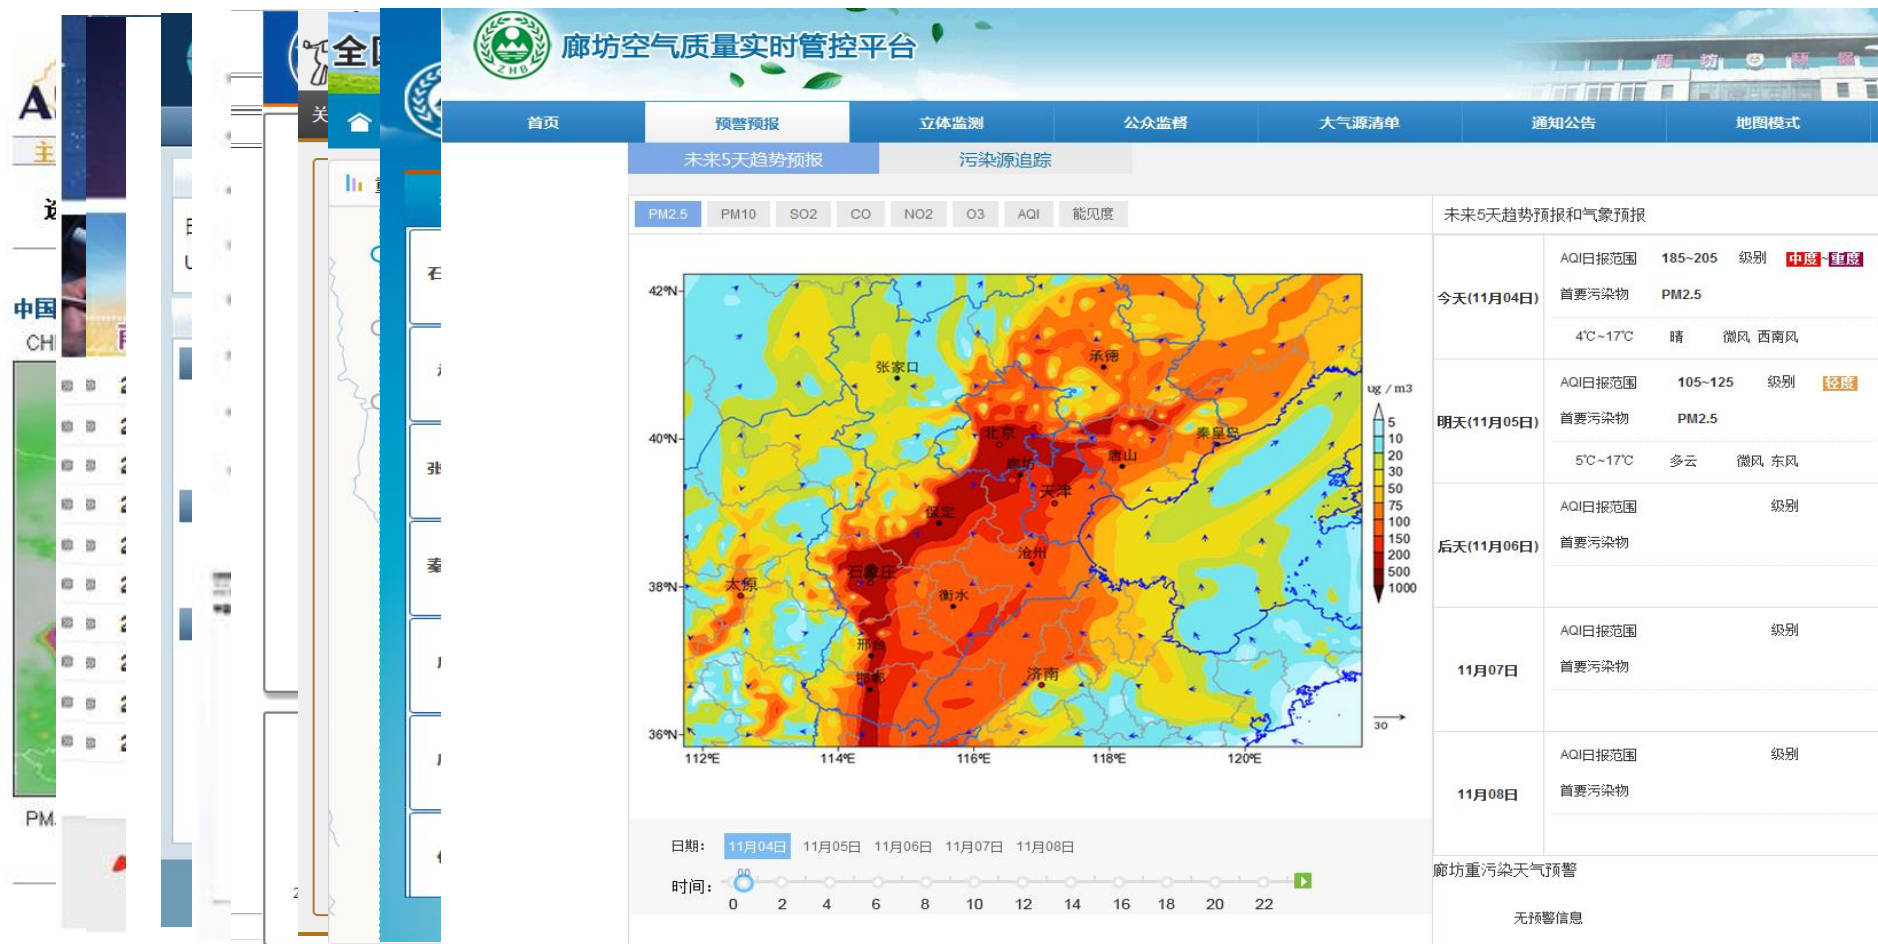 廊坊空气质量实时管控平台
ZHB
廊 坊 环 保
首页 预警预报 立体监测 公众监督 大气源清单 通知公告 地图模式
未来5天趋势预报 污染源追踪
PM2.5 PM10 SO2 CO NO2 O3 AQI 能见度
42°N
40°N
38°N
36°N
112°E 114°E 116°E 118°E 120°E
张家口
承德
北京
秦皇岛
廊坊
唐山
天津
保定
沧州
石家庄
太原
衡水
邢台
邯郸
济南
ug / m3
5
10
20
30
50
75
100
150
200
500
1000
30
日期： 11月04日 11月05日 11月06日 11月07日 11月08日
00
时间：
0 2 4 6 8 10 12 14 16 18 20 22
未来5天趋势预报和气象预报
今天(11月04日)
AQI日报范围 185~205 级别 中度~重度
首要污染物 PM2.5
4℃~17℃ 晴 微风 西南风
明天(11月05日)
AQI日报范围 105~125 级别 轻度
首要污染物 PM2.5
5℃~17℃ 多云 微风 东风
后天(11月06日)
AQI日报范围 级别
首要污染物
11月07日
AQI日报范围 级别
首要污染物
11月08日
AQI日报范围 级别
首要污染物
廊坊重污染天气预警
无预警信息
A
主
中国
CH
PM
全
关
石
张
秦